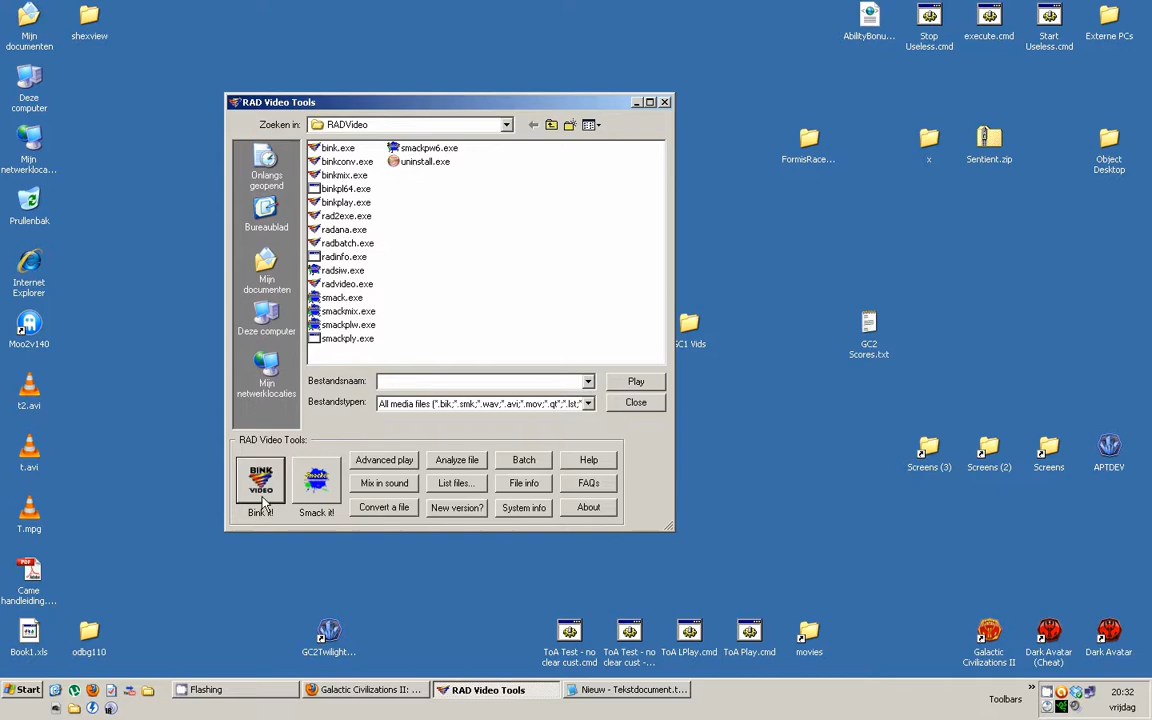 Mijn
documenten
shexview
AbilityBonu...
Stop
Useless.cmd
execute.cmd
Start
Useless.cmd
Externe PCs
Deze
computer
Mijn
netwerkloca...
Prullenbak
Internet
Explorer
Moo2v140
t2.avi
t.avi
T.mpg
Came
handleiding....
Book1.xls
odbg110
RAD Video Tools
Zoeken in:
RADVideo
Onlangs
geopend
Bureaublad
Mijn
documenten
Deze computer
Mijn
netwerklocaties
bink.exe
binkconv.exe
binkmix.exe
binkpl64.exe
binkplay.exe
rad2exe.exe
radana.exe
radbatch.exe
radinfo.exe
radsiw.exe
radvideo.exe
smack.exe
smackmix.exe
smackplw.exe
smackply.exe
smackpw6.exe
uninstall.exe
Bestandsnaam:
Play
Bestandstypen:
All media files (*.bik;*.smk;*.wav;*.avi;*.mov;*.qt*;*.lst;*
Close
RAD Video Tools:
BINK
VIDEO
Bink it!
smacker
Smack it!
Advanced play
Analyze file
Batch
Help
Mix in sound
List files...
File info
FAQs
Convert a file
New version?
System info
About
FormisRace...
x
Sentient.zip
Object
Desktop
GC1 Vids
GC2
Scores.txt
Screens (3)
Screens (2)
Screens
APTDEV
GC2Twilight...
ToA Test - no
clear cust.cmd
ToA Test - no
clear cust -...
ToA LPlay.cmd
ToA Play.cmd
movies
Galactic
Civilizations II
Dark Avatar
(Cheat)
Dark Avatar
Start
Flashing
Galactic Civilizations II: ...
RAD Video Tools
Nieuw - Tekstdocument.t...
Toolbars
»
20:32
vrijdag